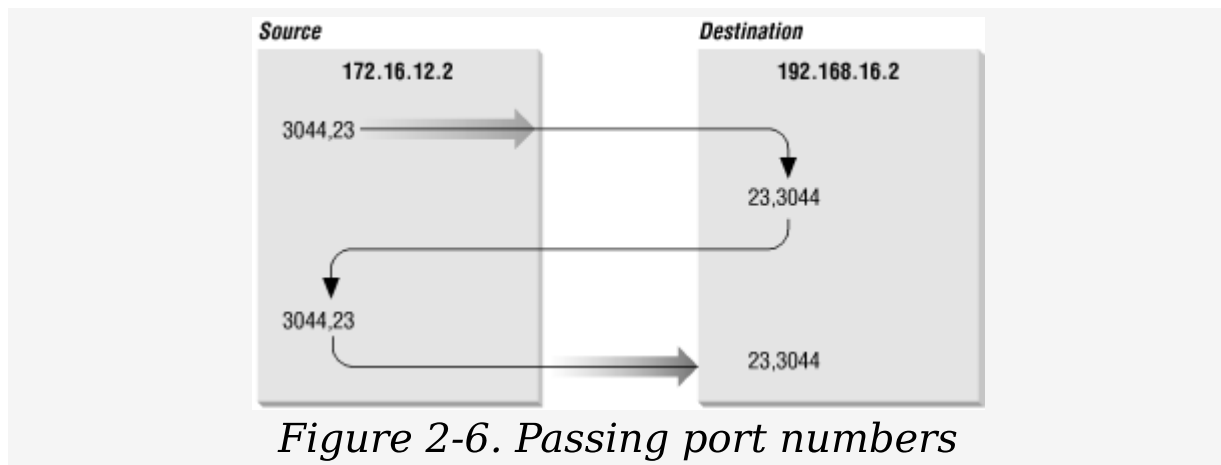 Source
Destination
172.16.12.2
192.168.16.2
3044,23
23,3044
3044,23
23,3044
Figure 2-6. Passing port numbers